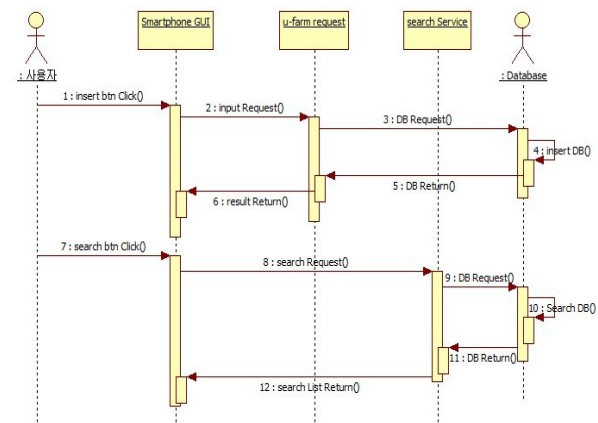 Smartphone GUI
u-farm request
search Service
: 사용자
: Database
1 : insert btn Click()
2 : input Request()
3 : DB Request()
4 : insert DB()
5 : DB Return()
6 : result Return()
7 : search btn Click()
8 : search Request()
9 : DB Request()
10 : Search DB()
11 : DB Return()
12 : search List Return()